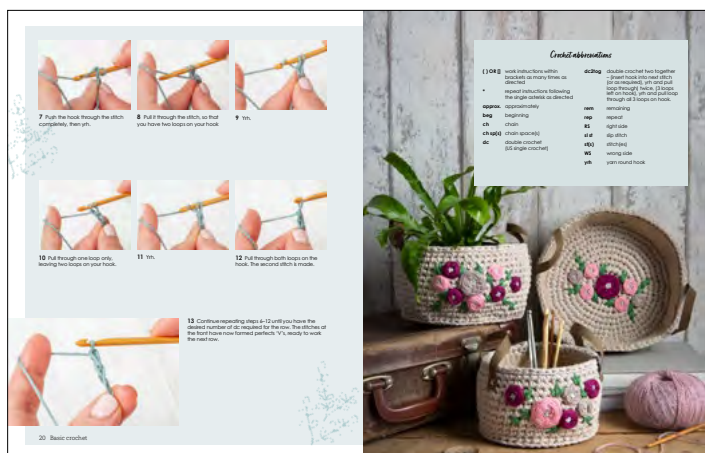 7 Push the hook through the stitch
completely, then yrh.
8 Pull it through the stitch, so that
you have two loops on your hook
9 Yrh.
10 Pull through one loop only,
leaving two loops on your hook.
11 Yrh.
12 Pull through both loops on the
hook. The second stitch is made.
13 Continue repeating steps 6–12 until you have the
desired number of dc required for the row. The stitches at
the front have now formed perfects 'V's, ready to work
the next row.
20 Basic crochet
Crochet abbreviations
( ) OR [] work instructions within
brackets as many times as
directed
* repeat instructions following
the single asterisk as directed
approx. approximately
beg beginning
ch chain
ch sp(s) chain space(s)
dc double crochet
(US single crochet)
dc2tog double crochet two together
– (insert hook into next stitch
(or as required), yrh and pull
loop through) twice, (3 loops
left on hook), yrh and pull loop
through all 3 loops on hook.
rem remaining
rep repeat
RS right side
sl st slip stitch
st(s) stitch(es)
WS wrong side
yrh yarn round hook